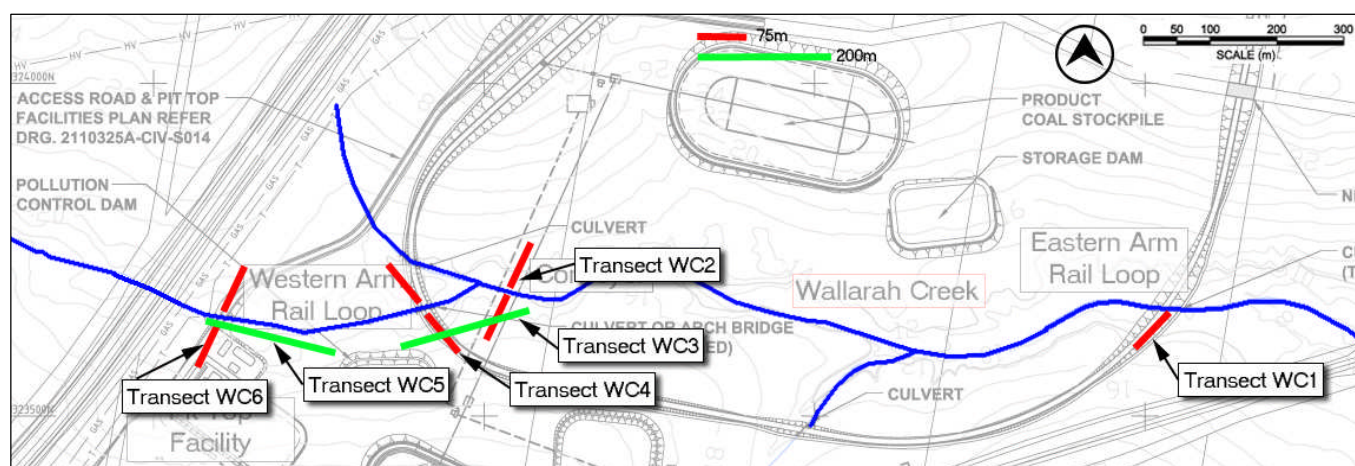 HV HV HV
75m
200m
0 50 100 200 300
SCALE (m)
324000N
ACCESS ROAD & PIT TOP
FACILITIES PLAN REFER
DRG. 2110325A-CIV-S014
GAS
PRODUCT
COAL STOCKPILE
STORAGE DAM
POLLUTION
CONTROL DAM
CULVERT
Eastern Arm
Rail Loop
Western Arm
Rail Loop
Transect WC2
Wallarah Creek
CULVERT OR ARCH BRIDGE
Transect WC3
Transect WC5
Transect WC4
Transect WC6
Transect WC1
CULVERT
323500N
Facility